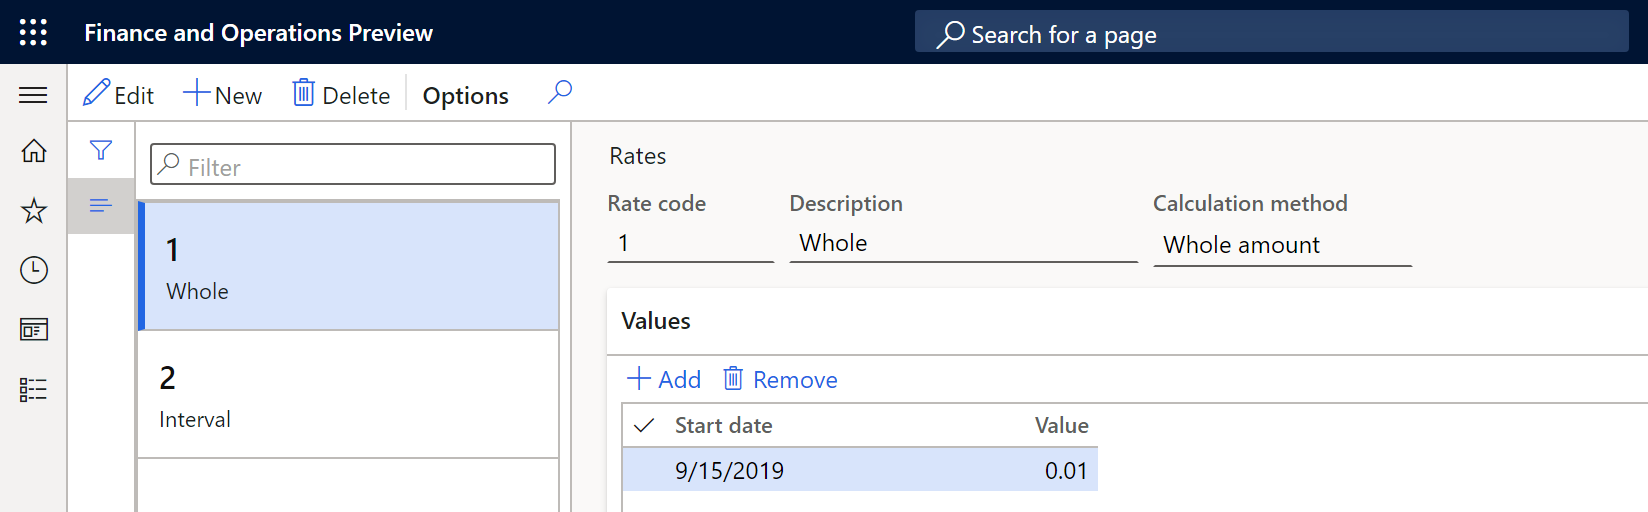 Finance and Operations Preview
Search for a page
Edit New Delete Options
Filter
1
Whole
2
Interval
Rates
Rate code Description Calculation method
1 Whole Whole amount
Values
Add Remove
Start date Value
9/15/2019 0.01